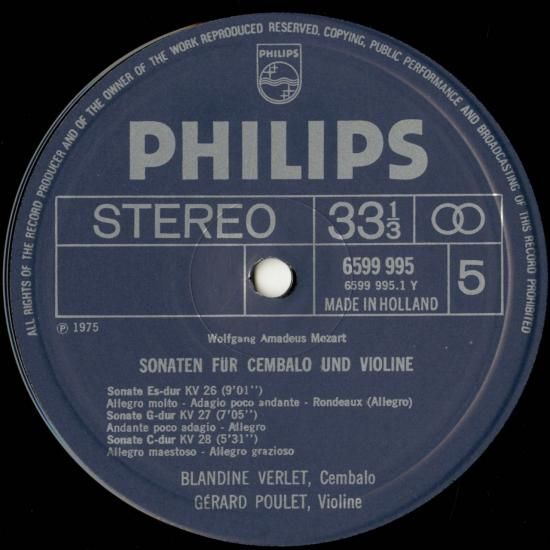 ALL RIGHTS OF THE RECORD PRODUCER AND OF THE OWNER OF THE WORK REPRODUCED RESERVED. COPYING, PUBLIC PERFORMANCE AND BROADCASTING OF THIS RECORD PROHIBITED
PHILIPS
PHILIPS
STEREO 33 1/3
6599 995 5
6599 995.1 Y
MADE IN HOLLAND
℗ 1975
Wolfgang Amadeus Mozart
SONATEN FÜR CEMBALO UND VIOLINE
Sonate Es-dur KV 26 (9'01'')
Allegro molto - Adagio poco andante - Rondeaux (Allegro)
Sonate G-dur KV 27 (7'05'')
Andante poco adagio - Allegro
Sonate C-dur KV 28 (5'31'')
Allegro maestoso - Allegro grazioso
BLANDINE VERLET, Cembalo
GÉRARD POULET, Violine